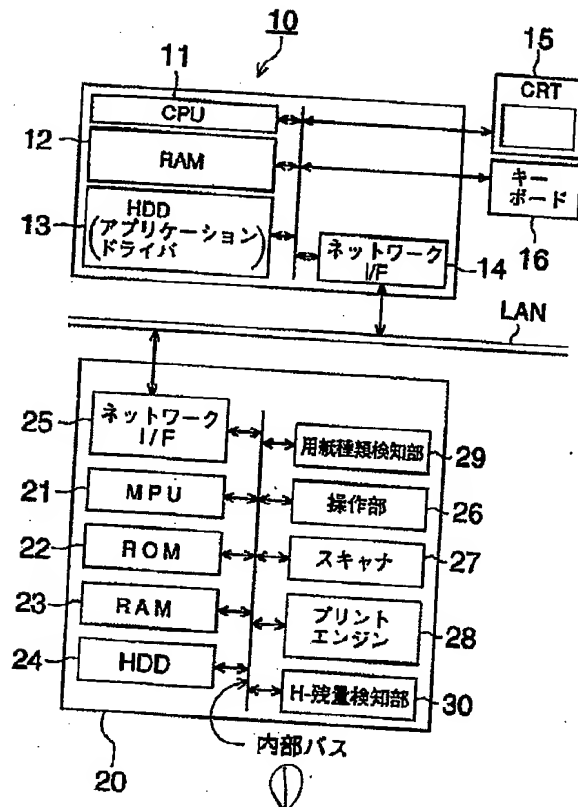 10
11
CPU
12
RAM
13
HDD
(アプリケーション
ドライバ)
15
CRT
キー
ボード
16
ネットワーク
I/F
14
LAN
25
ネットワーク
I/F
21
MPU
22
ROM
23
RAM
24
HDD
用紙種類検知部
29
操作部
26
スキャナ
27
プリント
エンジン
28
H-残量検知部
30
内部バス
20